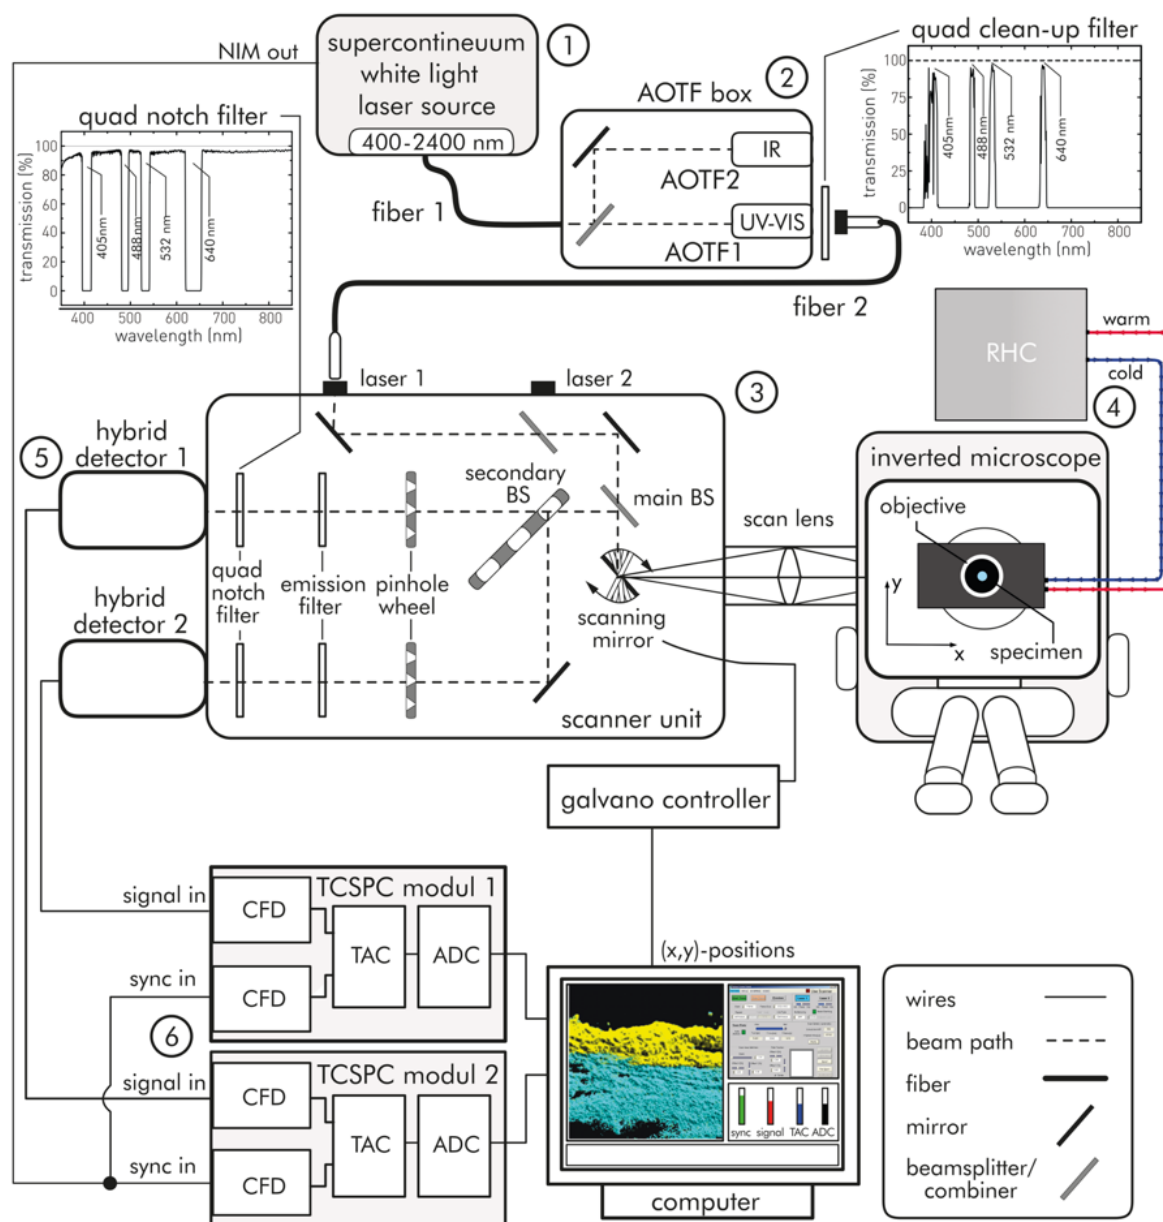 NIM out
supercontineuum
white light
laser source
400-2400 nm
1
2
quad clean-up filter
AOTF box
IR
AOTF2
UV-VIS
AOTF1
fiber 1
fiber 2
transmission (%)
100
75
50
25
0
405nm
488nm
532 nm
640 nm
400 500 600 700 800
wavelength (nm)
quad notch filter
transmission (%)
100
80
60
40
20
0
405nm
488nm
532 nm
640 nm
400 500 600 700 800
wavelength (nm)
RHC
warm
cold
4
laser 1
laser 2
3
5
hybrid
detector 1
hybrid
detector 2
secondary
BS
main BS
scan lens
quad
notch
filter
emission
filter
pinhole
wheel
scanning
mirror
scanner unit
inverted microscope
objective
y
x
specimen
galvano controller
(x,y)-positions
TCSPC modul 1
signal in
CFD
TAC
ADC
sync in
CFD
6
TCSPC modul 2
signal in
CFD
TAC
ADC
sync in
CFD
sync signal TAC ADC
computer
wires
beam path
fiber
mirror
beamsplitter/
combiner